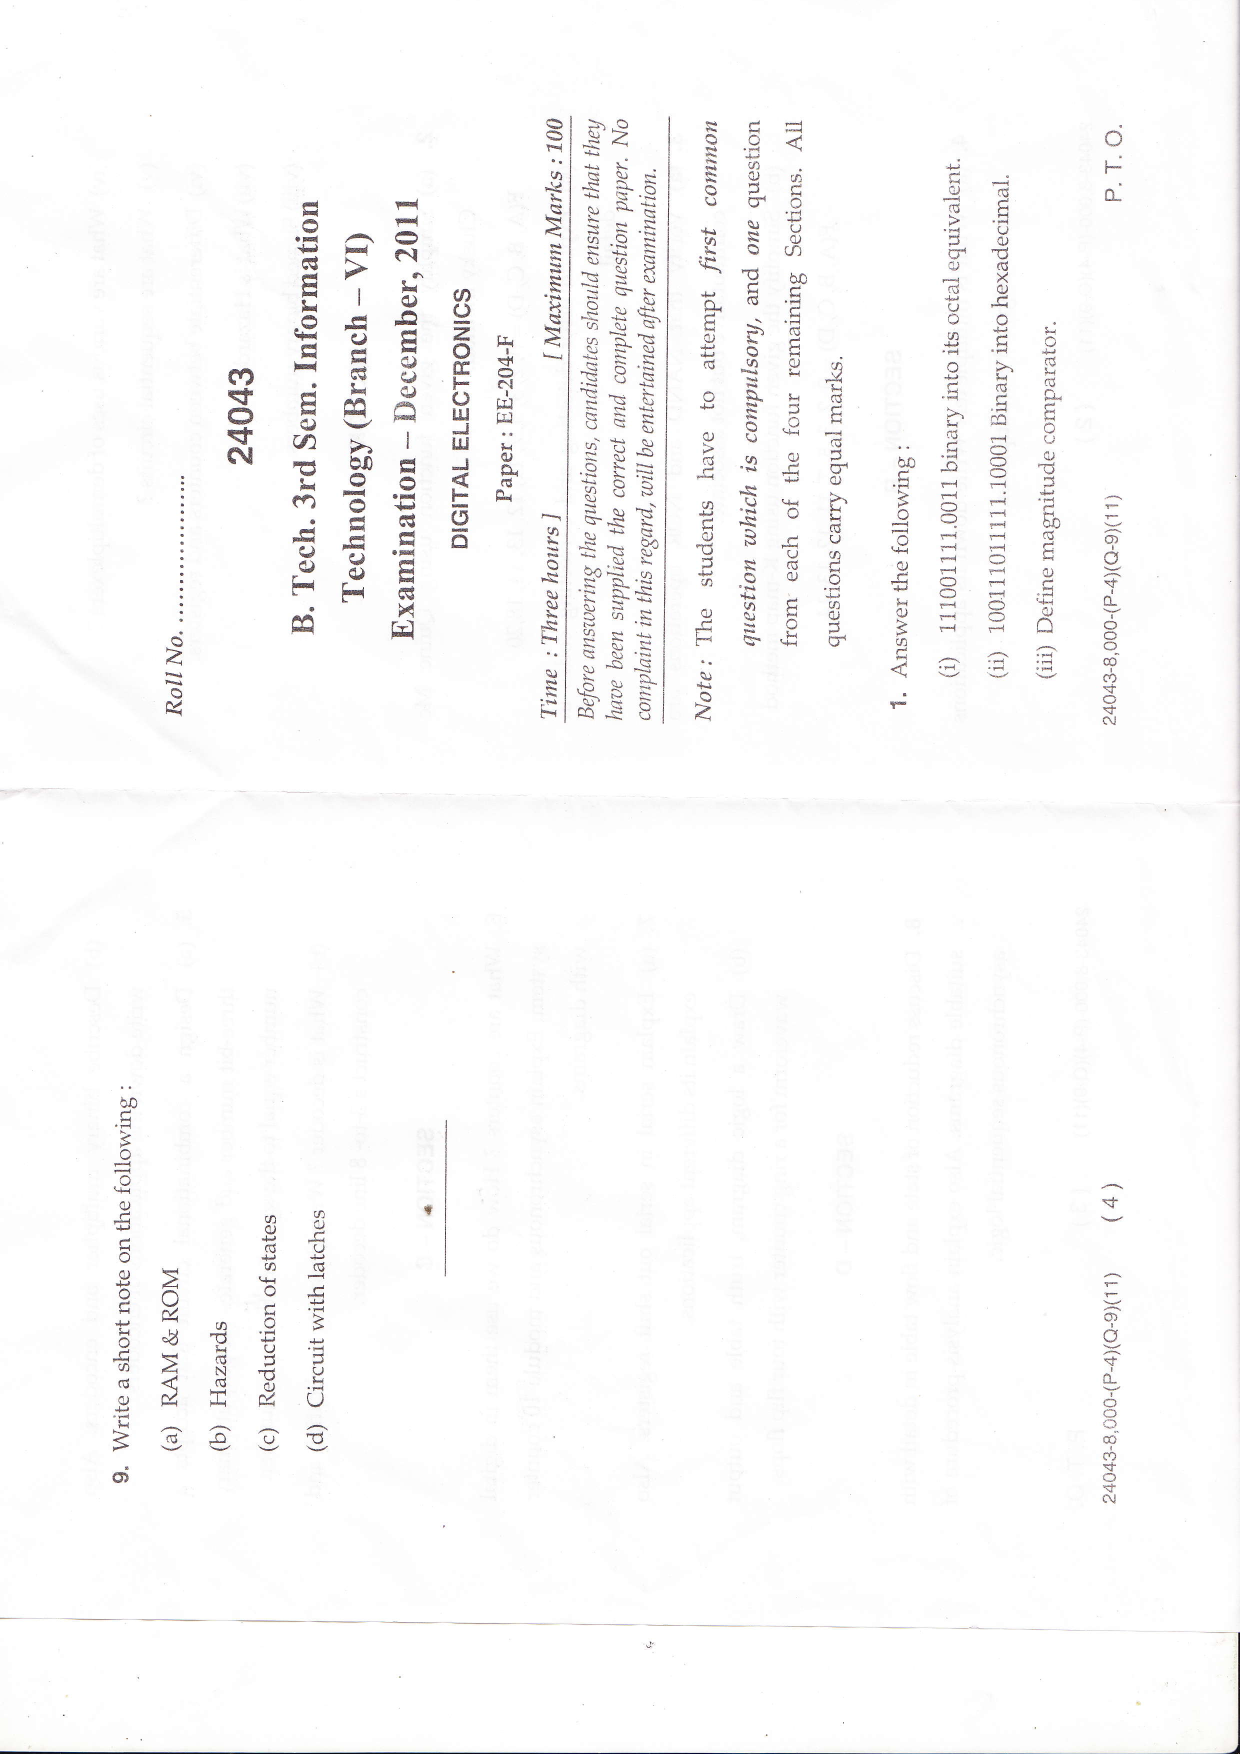 9. Write a short note on the following :
(a) RAM & ROM
(b) Hazards
(c) Reduction of states
(d) Circuit with latches
24043-8,000-(P-4)(Q-9)(11) ( 4 )
Roll No. ........................
24043
B. Tech. 3rd Sem. Information
Technology (Branch – VI)
Examination – December, 2011
DIGITAL ELECTRONICS
Paper : EE-204-F
Time : Three hours ] [ Maximum Marks : 100
Before answering the questions, candidates should ensure that they
have been supplied the correct and complete question paper. No
complaint in this regard, will be entertained after examination.
Note : The students have to attempt first common
question which is compulsory, and one question
from each of the four remaining Sections. All
questions carry equal marks.
1. Answer the following :
(i) 111001111.0011 binary into its octal equivalent.
(ii) 10011101111.10001 Binary into hexadecimal.
(iii) Define magnitude comparator.
24043-8,000-(P-4)(Q-9)(11) P. T. O.